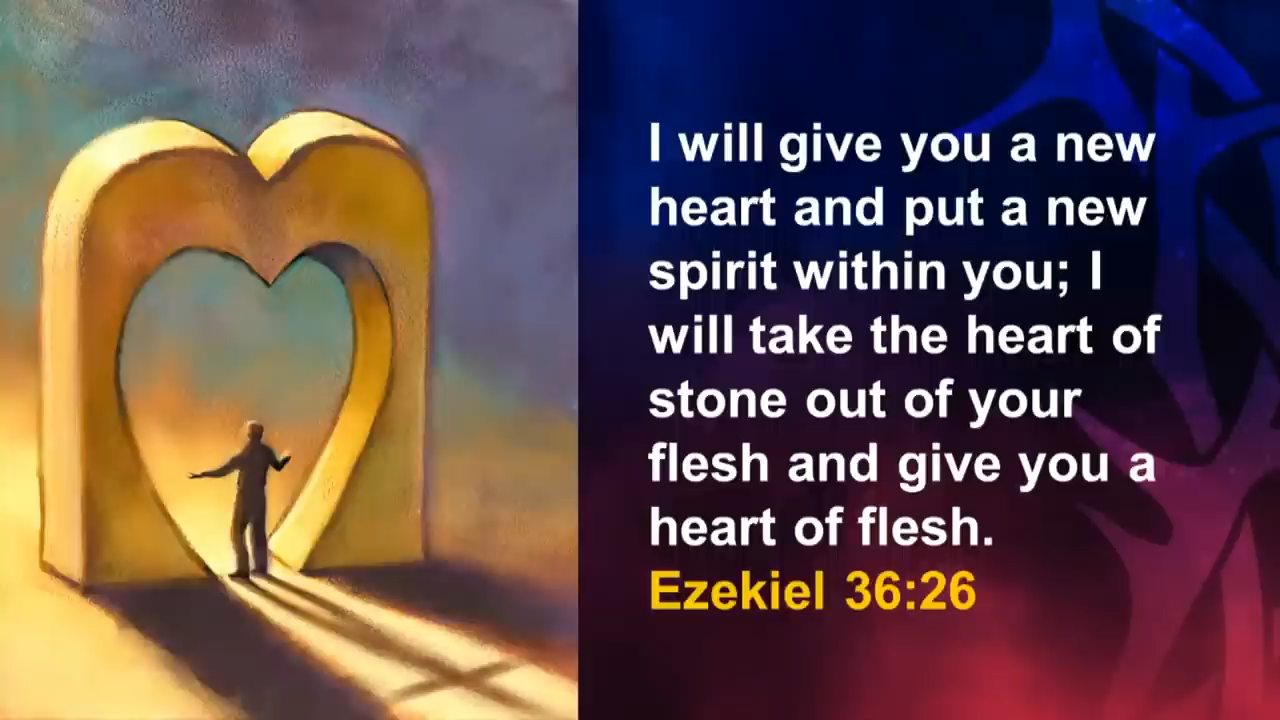 I will give you a new
heart and put a new
spirit within you; I
will take the heart of
stone out of your
flesh and give you a
heart of flesh.
Ezekiel 36:26